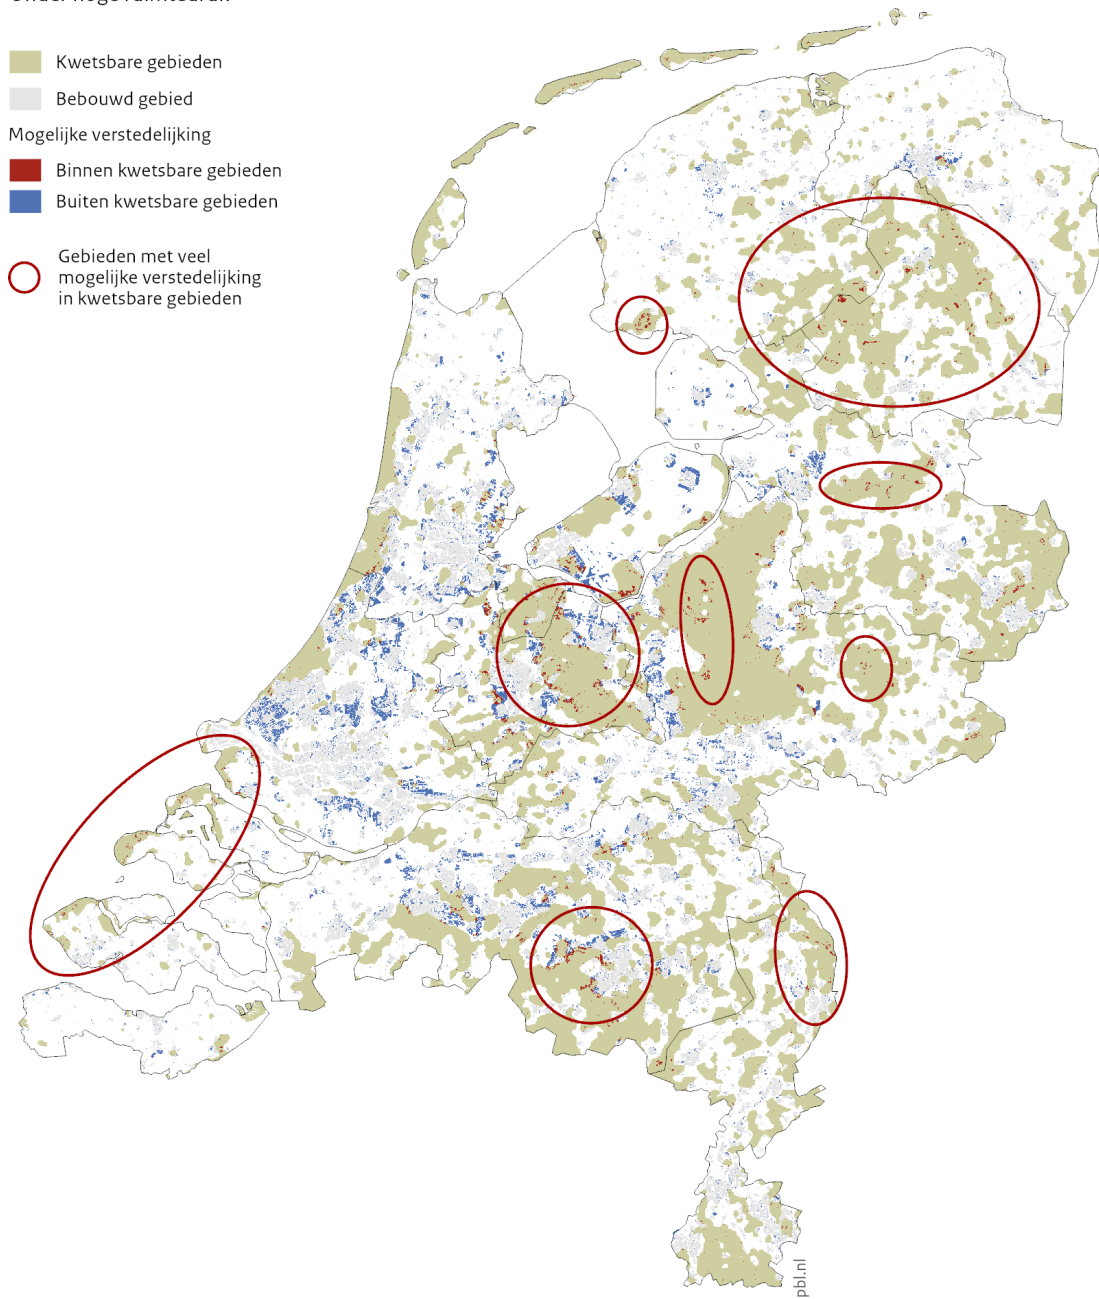 Kwetsbare gebieden
Bebouwd gebied
Mogelijke verstedelijking
Binnen kwetsbare gebieden
Buiten kwetsbare gebieden
Gebieden met veel
mogelijke verstedelijking
in kwetsbare gebieden
pbl.nl